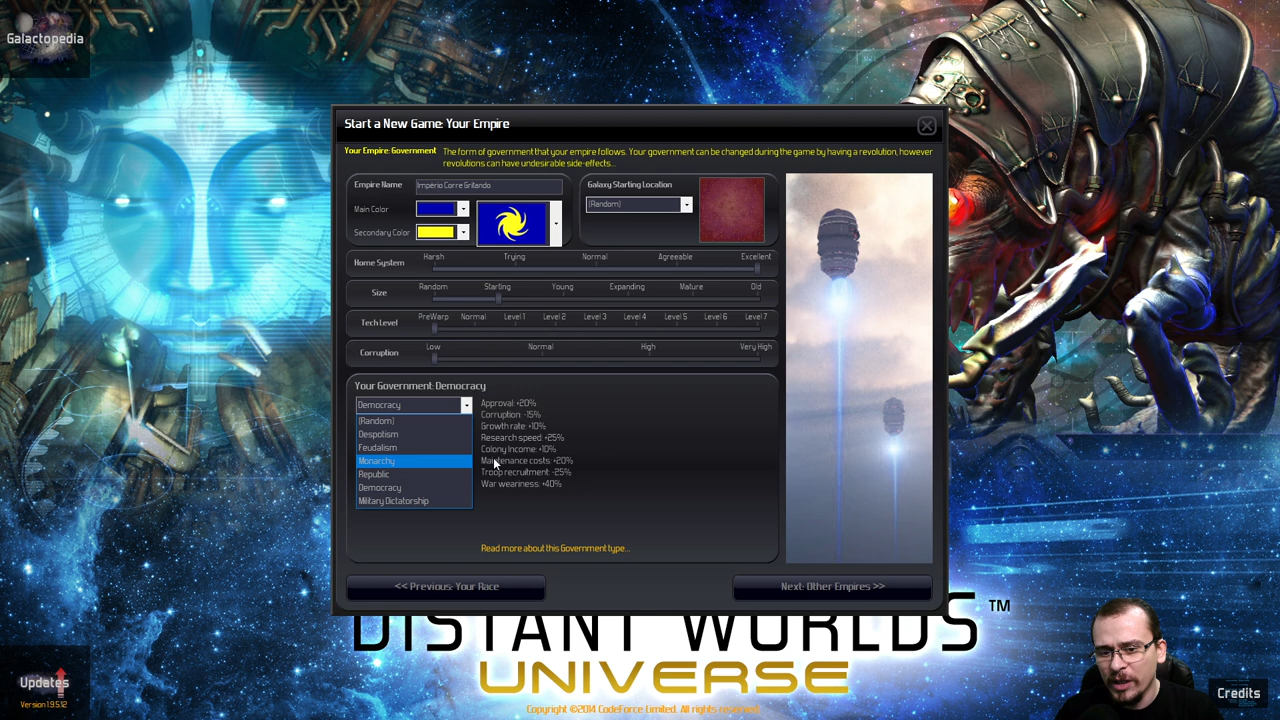 Galactopedia
Start a New Game: Your Empire
Your Empire: Government
The form of government that your empire follows. Your government can be changed during the game by having a revolution, however
revolutions can have undesirable side-effects...
Empire Name
Império Corre Gritando
Main Color
Secondary Color
Galaxy Starting Location
(Random)
Home System
Harsh Trying Normal Agreeable Excellent
Size
Random Starting Young Expanding Mature Old
Tech Level
PreWarp Normal Level 1 Level 2 Level 3 Level 4 Level 5 Level 6 Level 7
Corruption
Low Normal High Very High
Your Government: Democracy
Democracy
(Random)
Despotism
Feudalism
Monarchy
Republic
Democracy
Military Dictatorship
Approval: +20%
Corruption -15%
Growth rate: +10%
Research speed: +25%
Colony Income: +10%
Maintenance costs: +20%
Troop recruitment: -25%
War weariness: +40%
Read more about this Government type...
<< Previous: Your Race
Next: Other Empires >>
DISTANT WORLDS™
UNIVERSE
Copyright ©2014 CodeForce Limited. All rights reserved
Updates
Version 1.9.5.12
Credits